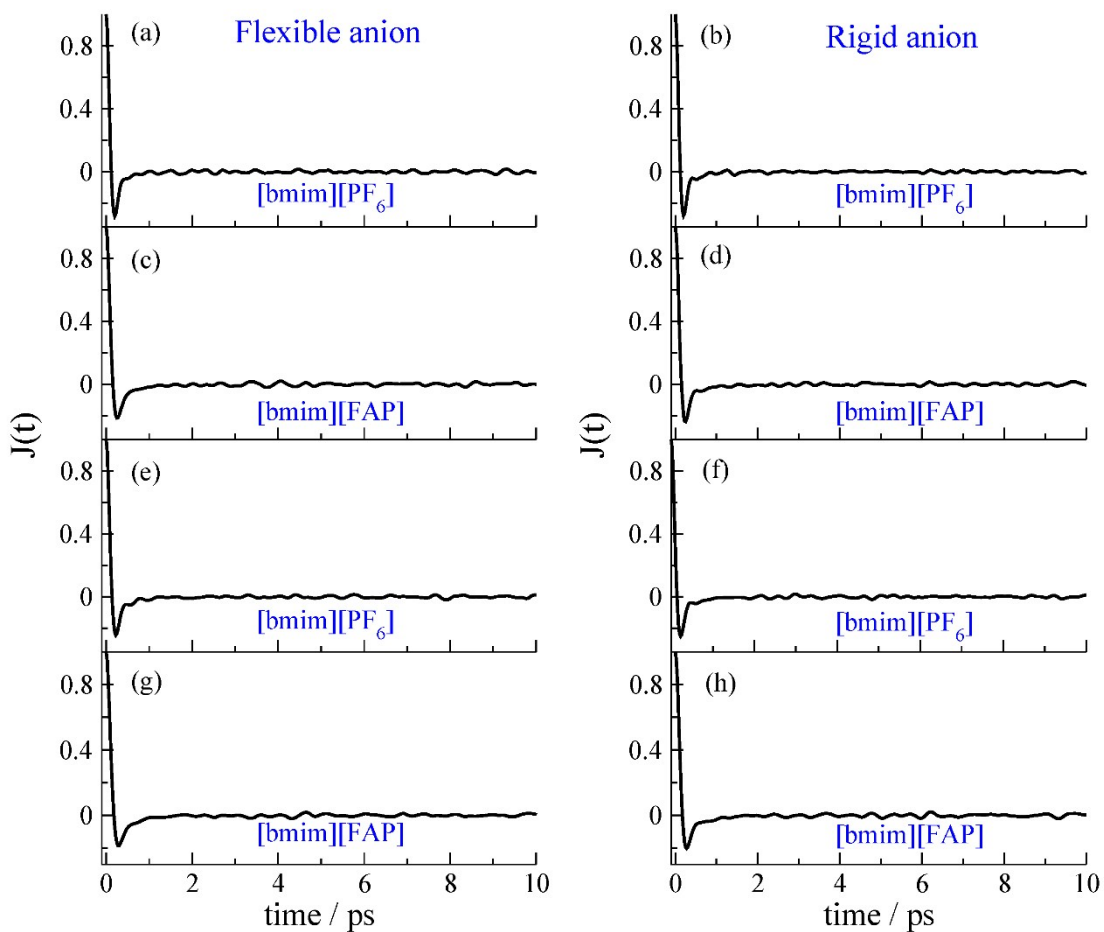 (a) Flexible anion
0.8
0.4
0
[bmim][PF₆]
(b) Rigid anion
0.8
0.4
0
[bmim][PF₆]
(c)
0.8
0.4
0
[bmim][FAP]
(d)
0.8
0.4
0
[bmim][FAP]
J(t)
J(t)
(e)
0.8
0.4
0
[bmim][PF₆]
(f)
0.8
0.4
0
[bmim][PF₆]
(g)
0.8
0.4
0
[bmim][FAP]
0 2 4 6 8 10
time / ps
(h)
0.8
0.4
0
[bmim][FAP]
0 2 4 6 8 10
time / ps